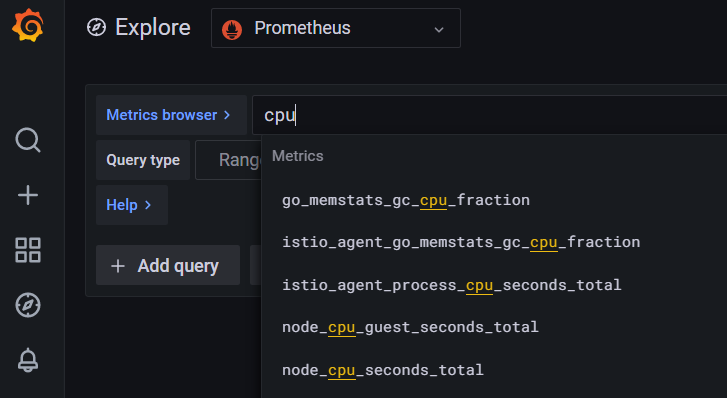 Explore
Prometheus
Metrics browser >
cpu
Metrics
Query type
Rang
Help >
+ Add query
go_memstats_gc_cpu_fraction
istio_agent_go_memstats_gc_cpu_fraction
istio_agent_process_cpu_seconds_total
node_cpu_guest_seconds_total
node_cpu_seconds_total